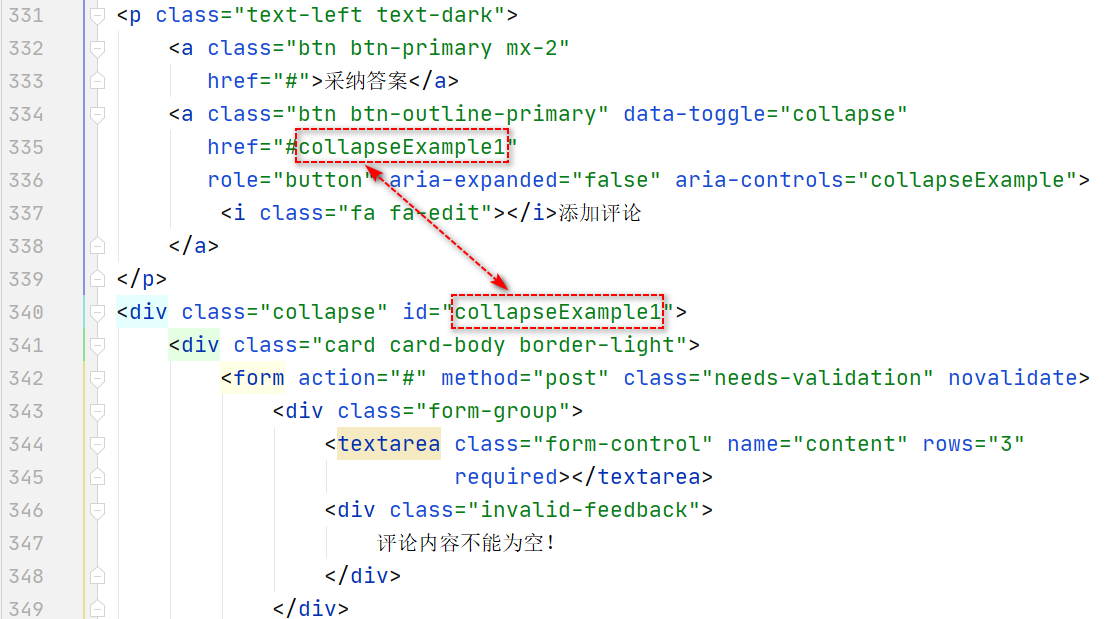 331 <p class="text-left text-dark">
332     <a class="btn btn-primary mx-2"
333        href="#">采纳答案</a>
334     <a class="btn btn-outline-primary" data-toggle="collapse"
335        href="#collapseExample1"
336        role="button" aria-expanded="false" aria-controls="collapseExample">
337         <i class="fa fa-edit"></i>添加评论
338     </a>
339 </p>
340 <div class="collapse" id="collapseExample1">
341     <div class="card card-body border-light">
342         <form action="#" method="post" class="needs-validation" novalidate>
343             <div class="form-group">
344                 <textarea class="form-control" name="content" rows="3"
345                           required></textarea>
346                 <div class="invalid-feedback">
347                     评论内容不能为空!
348                 </div>
349             </div>